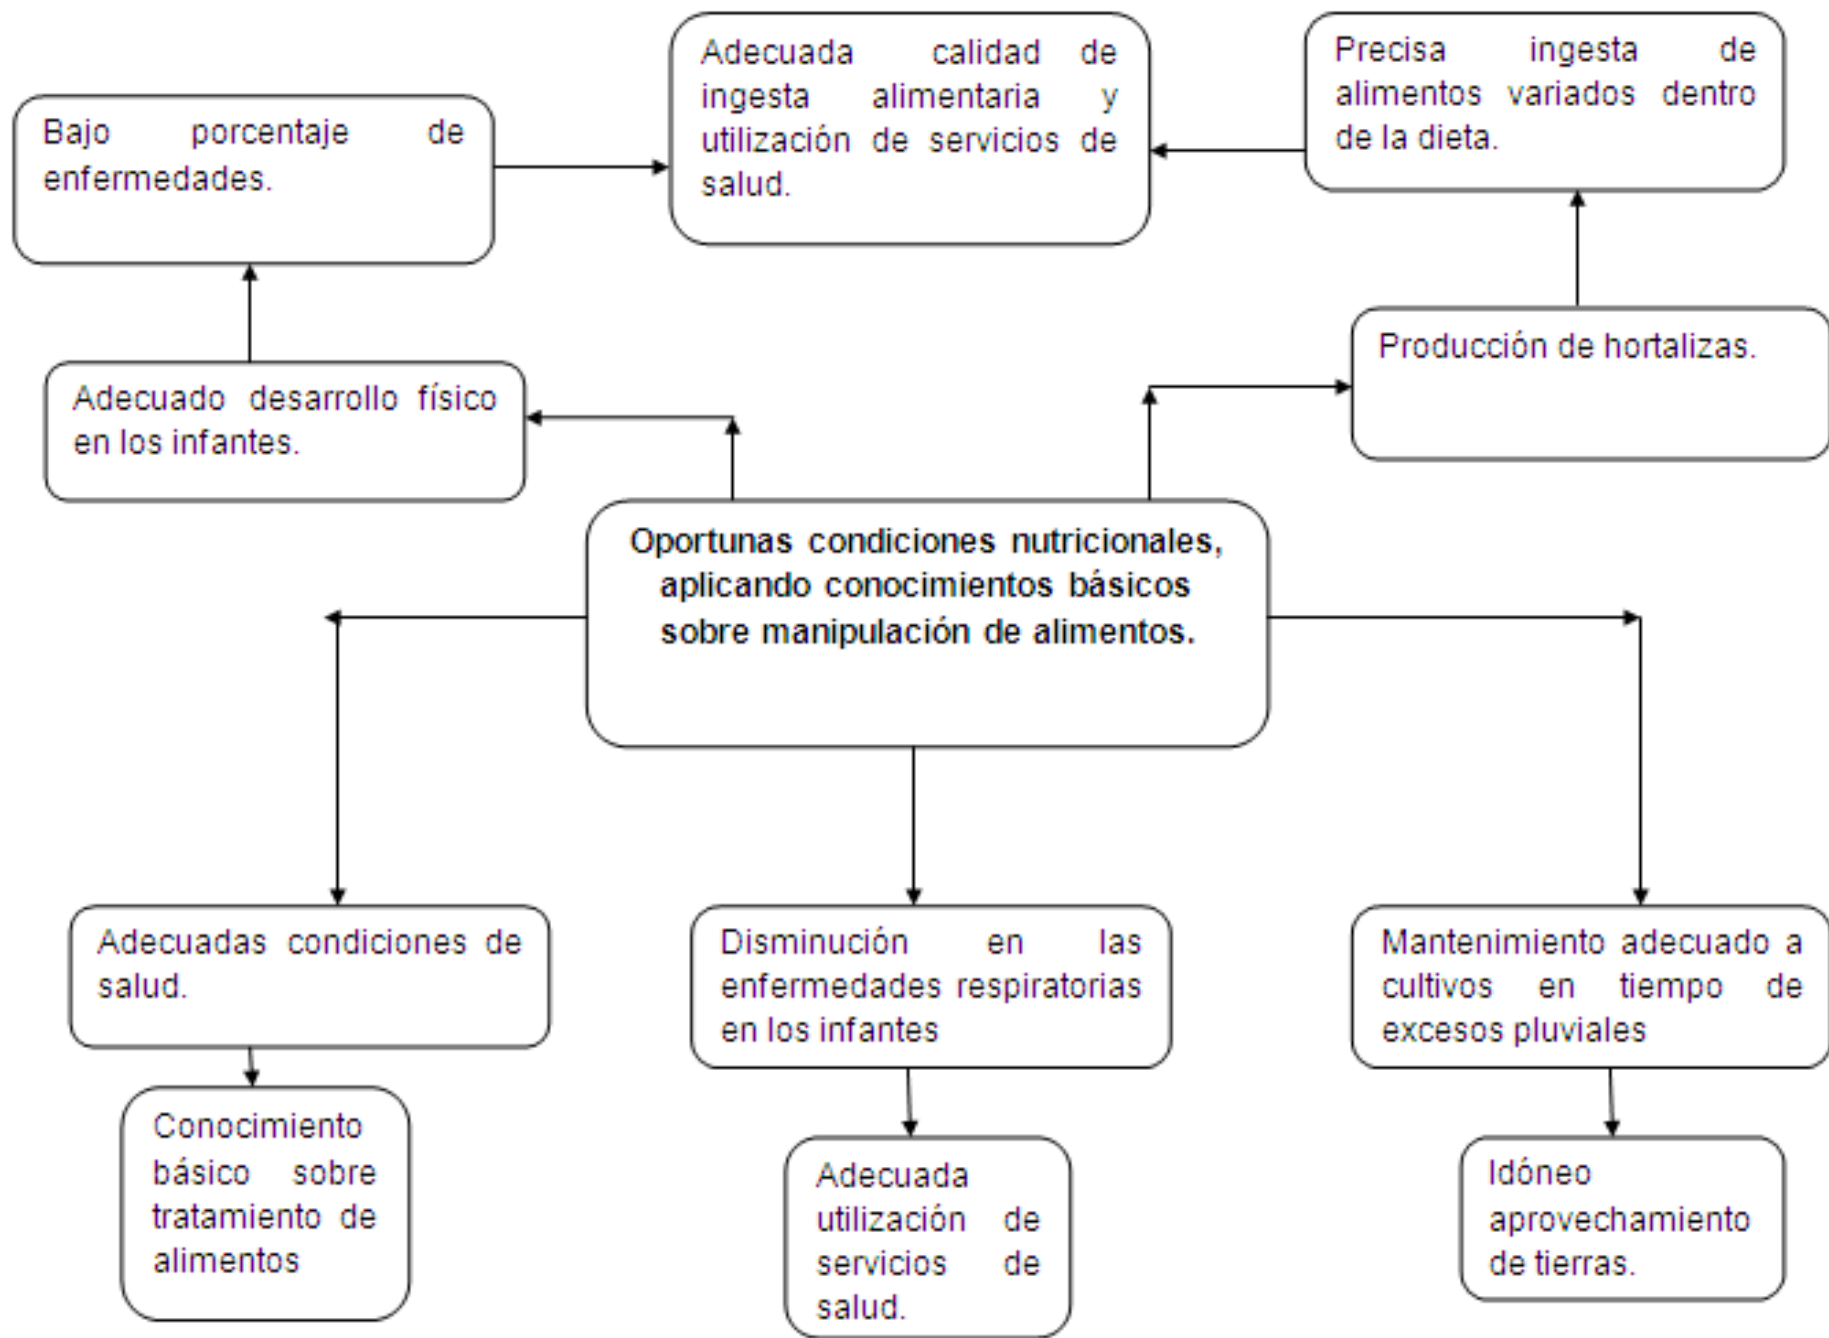 Adecuada calidad de
ingesta alimentaria y
utilización de servicios de
salud.
Precisa ingesta de
alimentos variados dentro
de la dieta.
Bajo porcentaje de
enfermedades.
Producción de hortalizas.
Adecuado desarrollo físico
en los infantes.
Oportunas condiciones nutricionales,
aplicando conocimientos básicos
sobre manipulación de alimentos.
Adecuadas condiciones de
salud.
Disminución en las
enfermedades respiratorias
en los infantes
Mantenimiento adecuado a
cultivos en tiempo de
excesos pluviales
Conocimiento
básico sobre
tratamiento de
alimentos
Adecuada
utilización de
servicios de
salud.
Idóneo
aprovechamiento
de tierras.